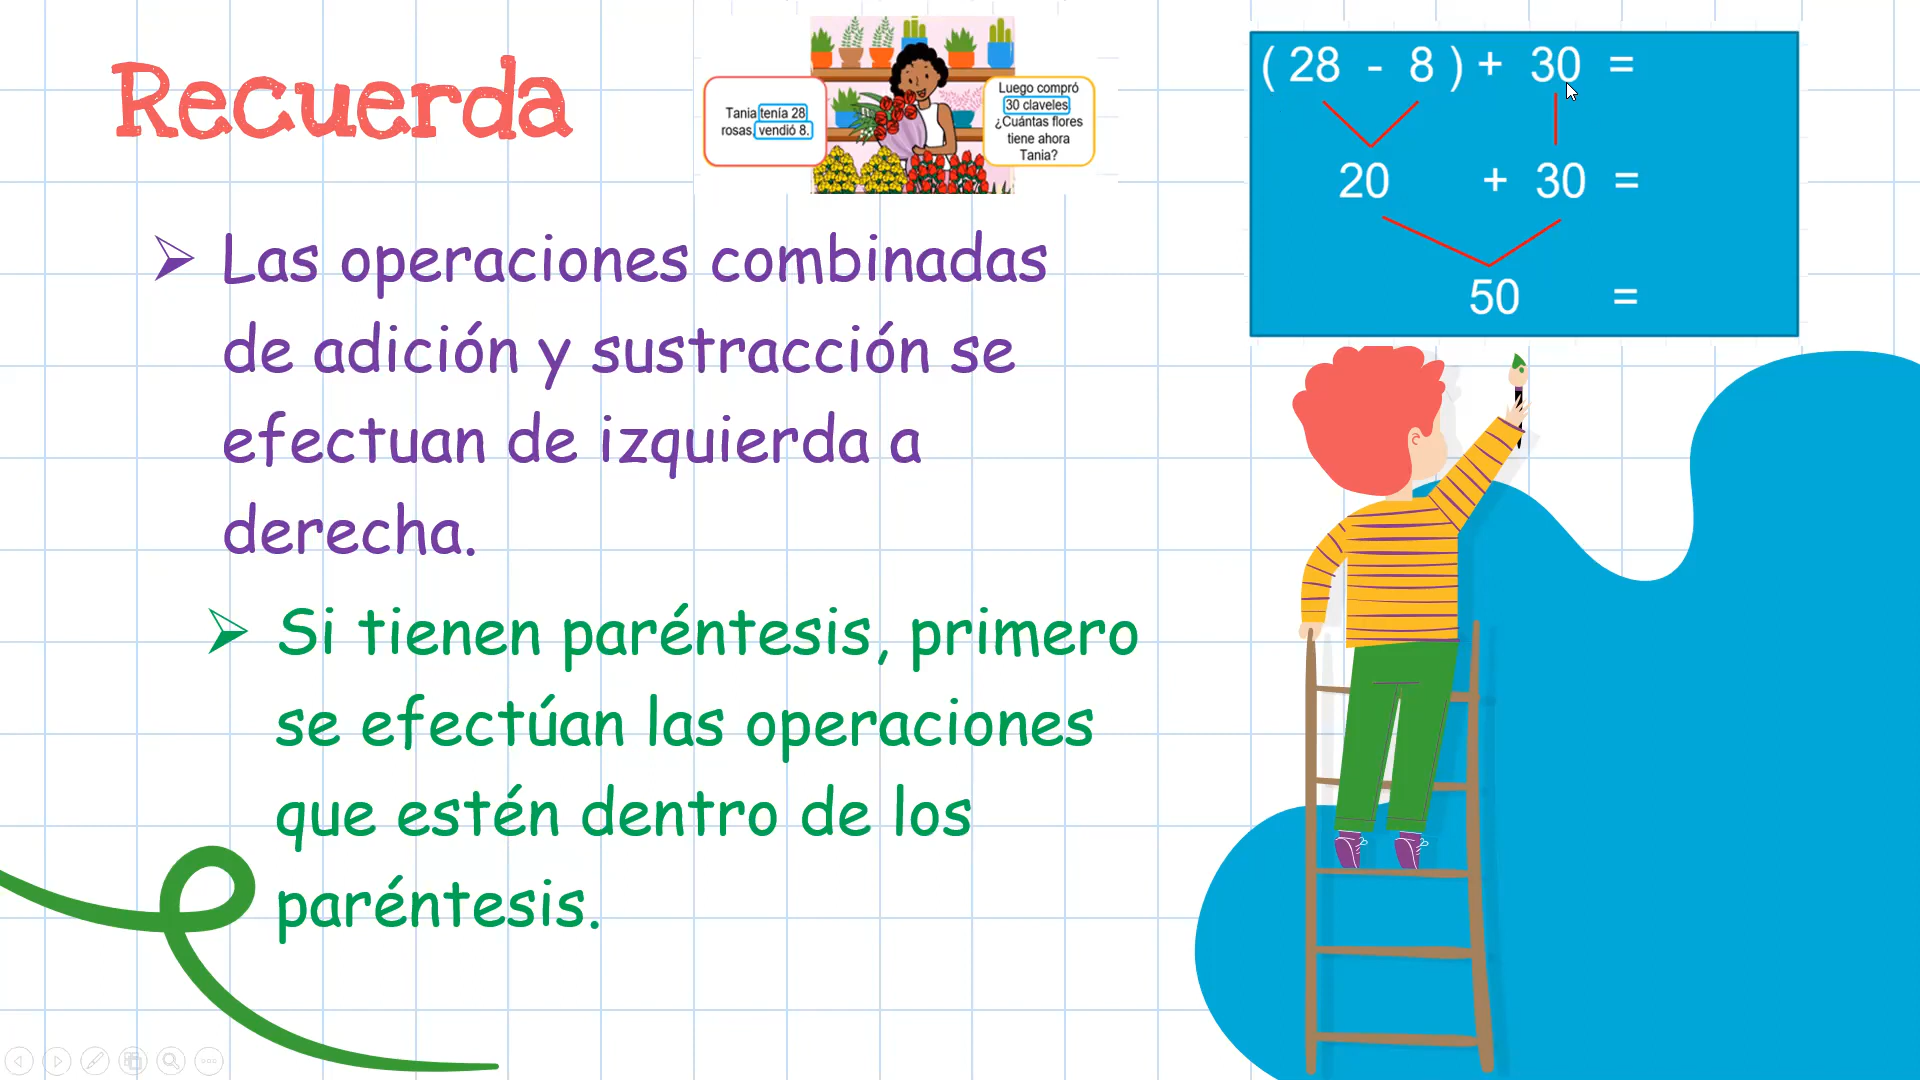 Recuerda
Tania tenía 28
rosas, vendió 8.
Luego compró
30 claveles
¿Cuántas flores
tiene ahora
Tania?
( 28 - 8 ) + 30 =
20 + 30 =
50 =
Las operaciones combinadas
de adición y sustracción se
efectuan de izquierda a
derecha.
Si tienen paréntesis, primero
se efectúan las operaciones
que estén dentro de los
paréntesis.